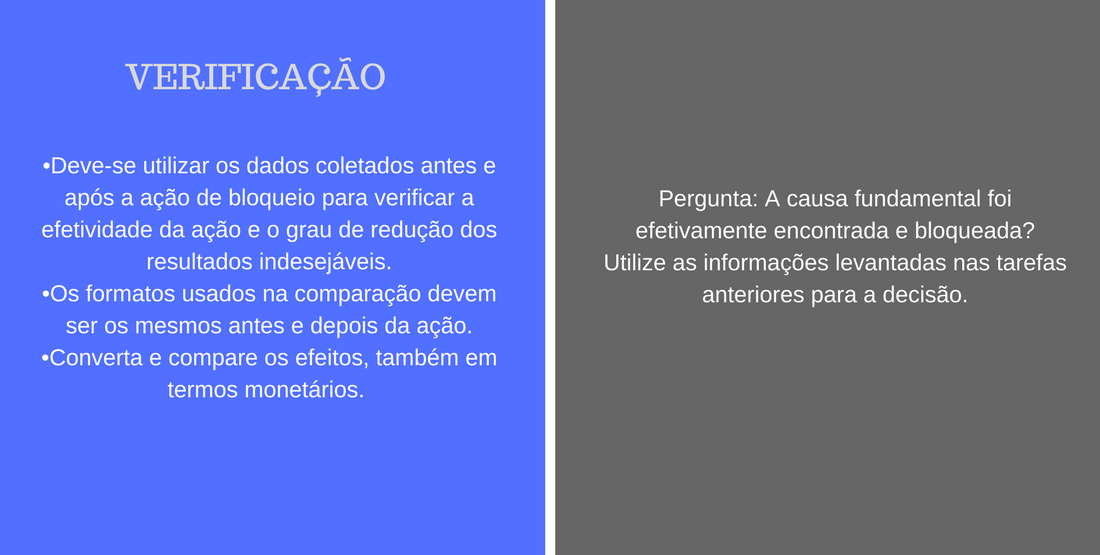 VERIFICAÇÃO
•Deve-se utilizar os dados coletados antes e
após a ação de bloqueio para verificar a
efetividade da ação e o grau de redução dos
resultados indesejáveis.
•Os formatos usados na comparação devem
ser os mesmos antes e depois da ação.
•Converta e compare os efeitos, também em
termos monetários.
Pergunta: A causa fundamental foi
efetivamente encontrada e bloqueada?
Utilize as informações levantadas nas tarefas
anteriores para a decisão.